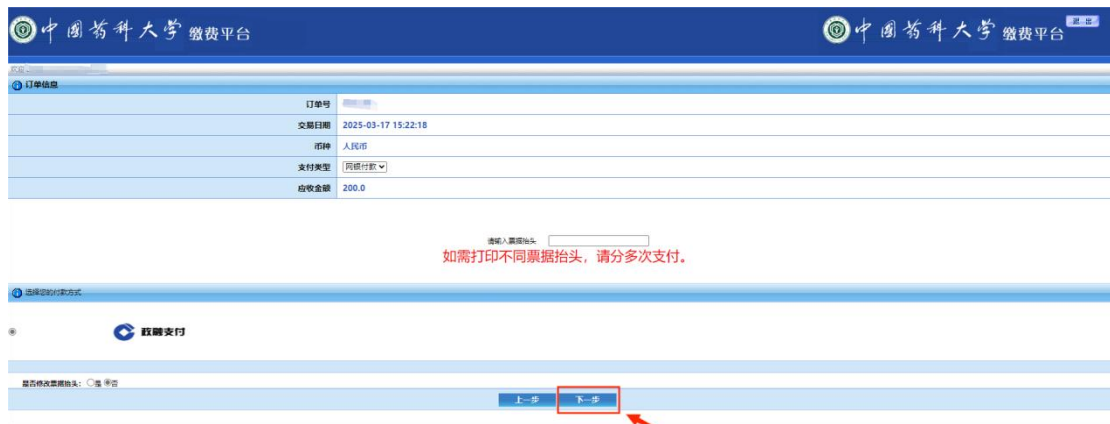 中国药科大学 缴费平台
中国药科大学 缴费平台
退 出
欢迎
订单信息
订单号
交易日期 2025-03-17 15:22:18
币种 人民币
支付类型 网银付款
应收金额 200.0
请输入票据抬头
如需打印不同票据抬头，请分多次支付。
选择您的付款方式
政融支付
是否修改票据抬头：是 否
上一步 下一步